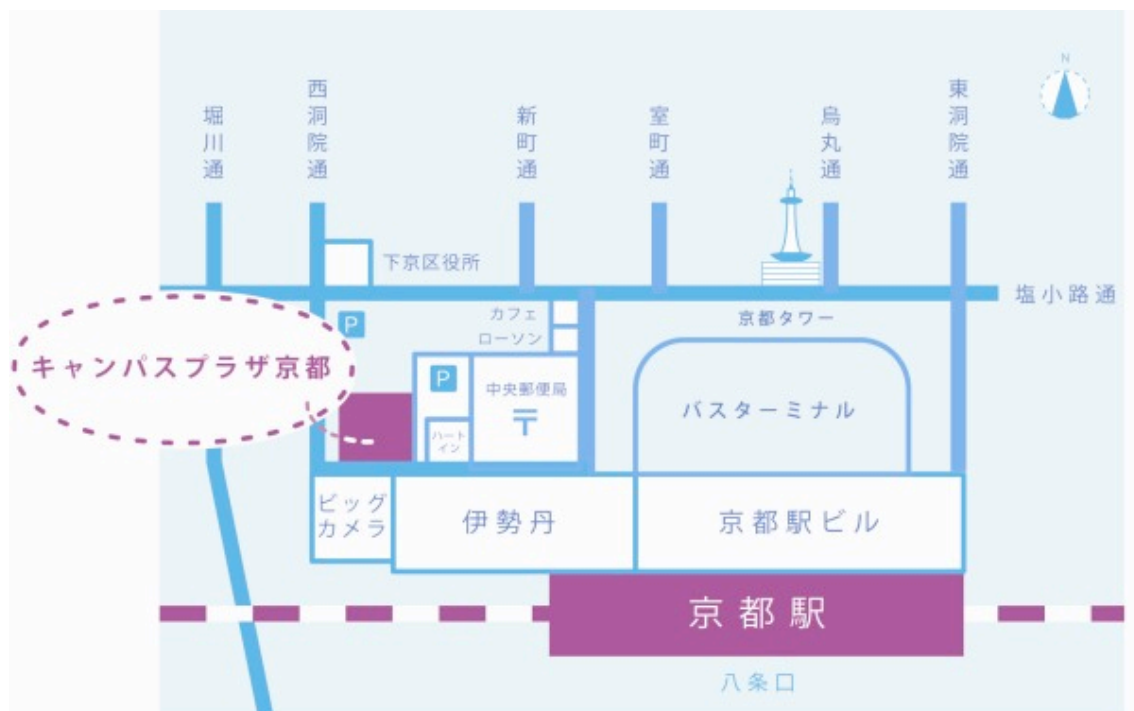 N
堀川通
西洞院通
新町通
室町通
烏丸通
東洞院通
下京区役所
塩小路通
カフェ
ローソン
京都タワー
P
キャンパスプラザ京都
P
中央郵便局
〒
バスターミナル
ハート
イン
ビッグ
カメラ
伊勢丹
京都駅ビル
京都駅
八条口